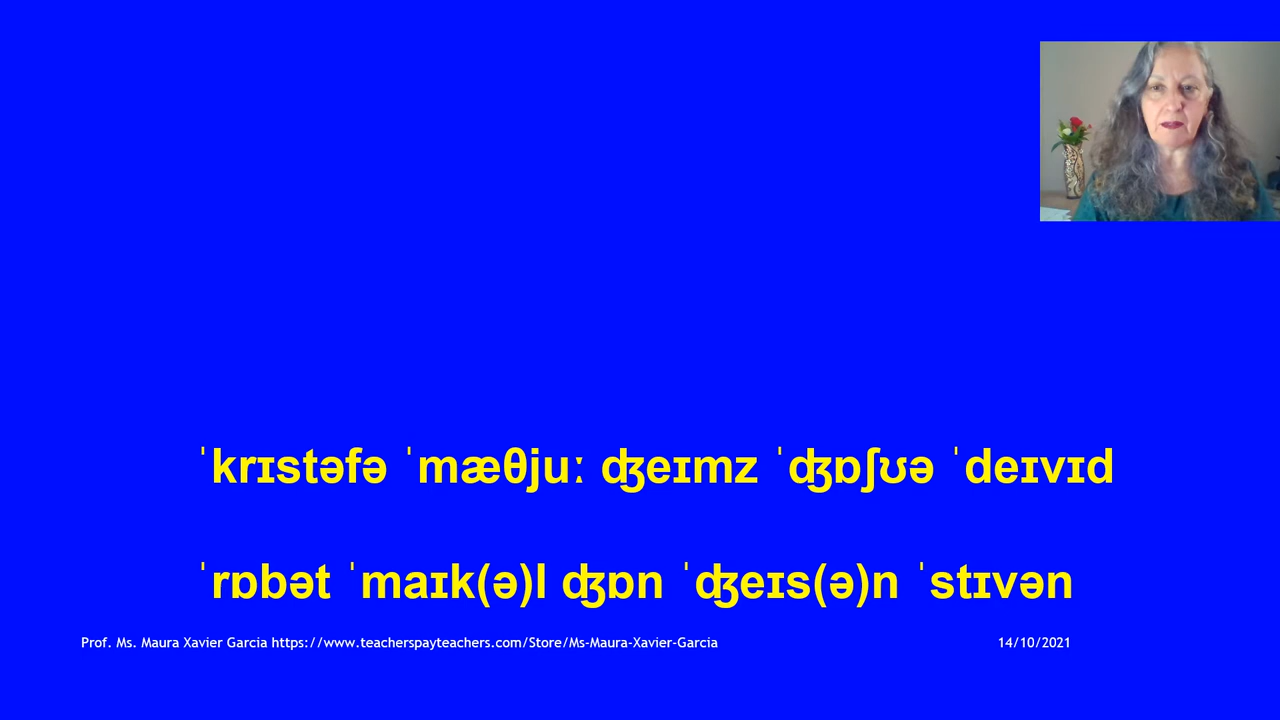 ˈkrɪstəfə ˈmæθjuː ʤeɪmz ˈʤɒʃʊə ˈdeɪvɪd
ˈrɒbət ˈmaɪk(ə)l ʤɒn ˈʤeɪs(ə)n ˈstɪvən
Prof. Ms. Maura Xavier Garcia https://www.teacherspayteachers.com/Store/Ms-Maura-Xavier-Garcia 14/10/2021